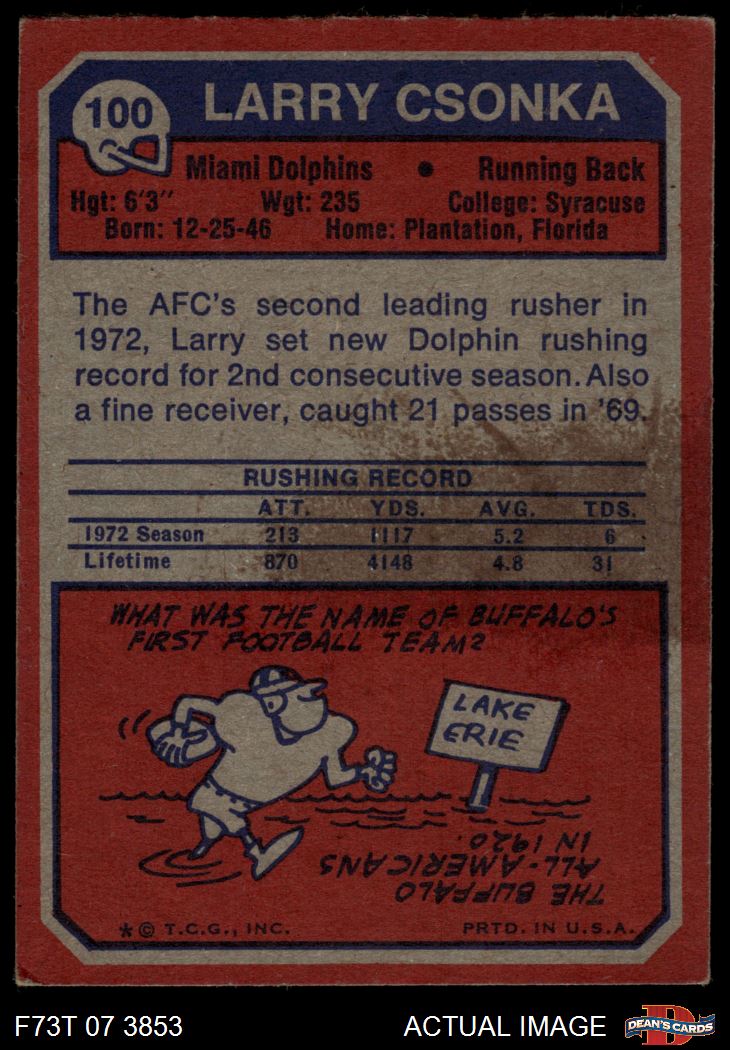 100
LARRY CSONKA
Miami Dolphins • Running Back
Hgt: 6'3" Wgt: 235 College: Syracuse
Born: 12-25-46 Home: Plantation, Florida
The AFC's second leading rusher in
1972, Larry set new Dolphin rushing
record for 2nd consecutive season. Also
a fine receiver, caught 21 passes in '69.
RUSHING RECORD
ATT. YDS. AVG. TDS.
1972 Season 213 1117 5.2 6
Lifetime 870 4148 4.8 31
WHAT WAS THE NAME OF BUFFALO'S
FIRST FOOTBALL TEAM?
LAKE
ERIE
THE BUFFALO
ALL-AMERICANS
IN 1920.
* © T.C.G., INC. PRTD. IN U.S.A.
F73T 07 3853 ACTUAL IMAGE
D
DEAN'S CARDS